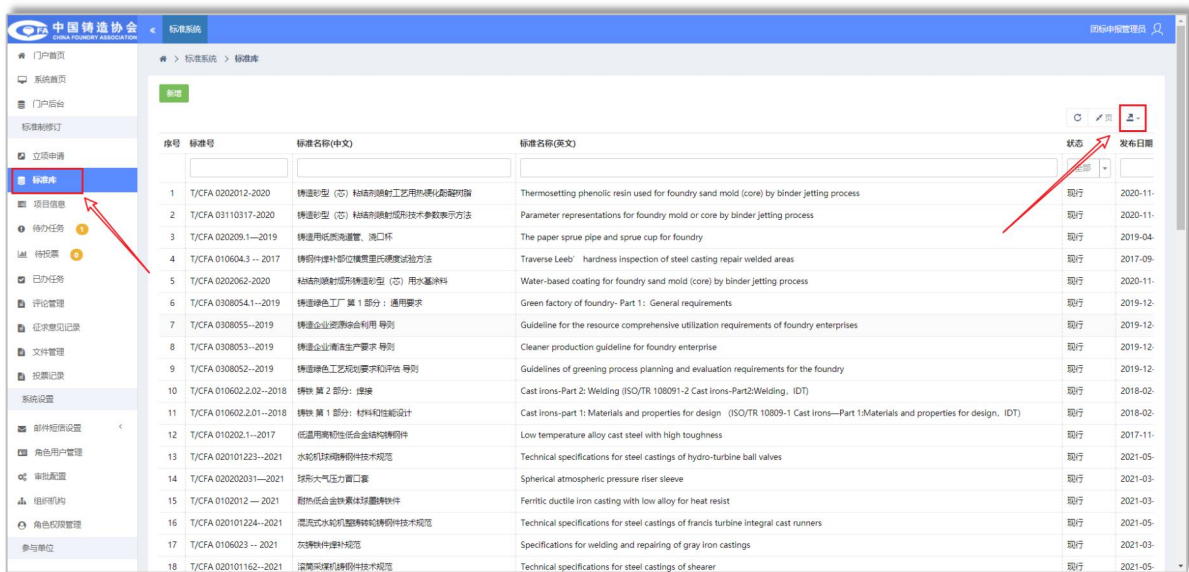 CFA 中国铸造协会
CHINA FOUNDRY ASSOCIATION
« 标准系统
团标申报管理员
门户首页
系统首页
门户后台
标准制修订
立项申请
标准库
项目信息
待办任务 1
待投票 0
已办任务
评论管理
征求意见记录
文件管理
投票记录
系统设置
邮件短信设置 <
角色用户管理
审批配置
组织机构
角色权限管理
参与单位
> 标准系统 > 标准库
新增
页
序号 标准号 标准名称(中文) 标准名称(英文) 状态 发布日期
全部
1 T/CFA 0202012-2020 铸造砂型（芯）粘结剂喷射工艺用热硬化酚醛树脂 Thermosetting phenolic resin used for foundry sand mold (core) by binder jetting process 现行 2020-11-
2 T/CFA 03110317-2020 铸造砂型（芯）粘结剂喷射成形技术参数表示方法 Parameter representations for foundry mold or core by binder jetting process 现行 2020-11-
3 T/CFA 020209.1—2019 铸造用纸质浇道管、浇口杯 The paper sprue pipe and sprue cup for foundry 现行 2019-04-
4 T/CFA 010604.3 -- 2017 铸钢件焊补部位横贯里氏硬度试验方法 Traverse Leeb' hardness inspection of steel casting repair welded areas 现行 2017-09-
5 T/CFA 0202062-2020 粘结剂喷射成形铸造砂型（芯）用水基涂料 Water-based coating for foundry sand mold (core) by binder jetting process 现行 2020-11-
6 T/CFA 0308054.1--2019 铸造绿色工厂 第 1 部分：通用要求 Green factory of foundry- Part 1：General requirements 现行 2019-12-
7 T/CFA 0308055--2019 铸造企业资源综合利用 导则 Guideline for the resource comprehensive utilization requirements of foundry enterprises 现行 2019-12-
8 T/CFA 0308053--2019 铸造企业清洁生产要求 导则 Cleaner production guideline for foundry enterprise 现行 2019-12-
9 T/CFA 0308052--2019 铸造绿色工艺规划要求和评估 导则 Guidelines of greening process planning and evaluation requirements for the foundry 现行 2019-12-
10 T/CFA 010602.2.02--2018 铸铁 第 2 部分：焊接 Cast irons-Part 2: Welding (ISO/TR 108091-2 Cast irons-Part2:Welding，IDT) 现行 2018-02-
11 T/CFA 010602.2.01--2018 铸铁 第 1 部分：材料和性能设计 Cast irons-part 1: Materials and properties for design （ISO/TR 10809-1 Cast irons—Part 1:Materials and properties for design，IDT) 现行 2018-02-
12 T/CFA 010202.1--2017 低温用高韧性低合金结构铸钢件 Low temperature alloy cast steel with high toughness 现行 2017-11-
13 T/CFA 020101223--2021 水轮机球阀铸钢件技术规范 Technical specifications for steel castings of hydro-turbine ball valves 现行 2021-05-
14 T/CFA 020202031—2021 球形大气压力冒口套 Spherical atmospheric pressure riser sleeve 现行 2021-03-
15 T/CFA 0102012 — 2021 耐热低合金铁素体球墨铸铁件 Ferritic ductile iron casting with low alloy for heat resist 现行 2021-03-
16 T/CFA 020101224--2021 混流式水轮机整铸转轮铸钢件技术规范 Technical specifications for steel castings of francis turbine integral cast runners 现行 2021-05-
17 T/CFA 0106023 -- 2021 灰铸铁件焊补规范 Specifications for welding and repairing of gray iron castings 现行 2021-03-
18 T/CFA 020101162--2021 滚筒采煤机铸钢件技术规范 Technical specifications for steel castings of shearer 现行 2021-05-